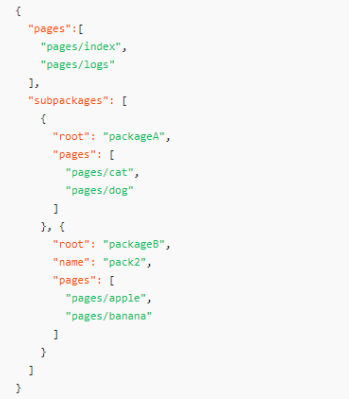 {
  "pages":[
    "pages/index",
    "pages/logs"
  ],
  "subpackages": [
    {
      "root": "packageA",
      "pages": [
        "pages/cat",
        "pages/dog"
      ]
    }, {
      "root": "packageB",
      "name": "pack2",
      "pages": [
        "pages/apple",
        "pages/banana"
      ]
    }
  ]
}